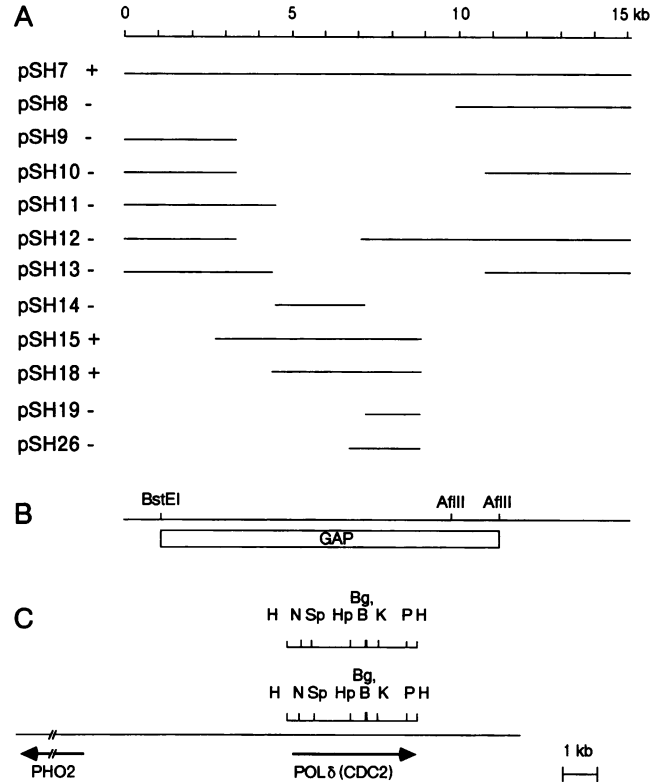 A
0 5 10 15 kb
pSH7 +
pSH8 -
pSH9 -
pSH10 -
pSH11 -
pSH12 -
pSH13 -
pSH14 -
pSH15 +
pSH18 +
pSH19 -
pSH26 -
B
BstEI AflII AflII
GAP
C
Bg,
H N Sp Hp B K P H
Bg,
H N Sp Hp B K P H
PHO2 POLδ (CDC2) 1 kb